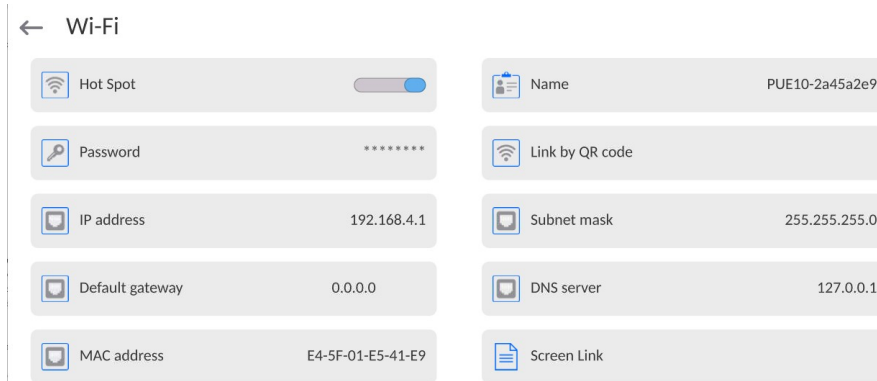 Wi-Fi
Hot Spot
Name PUE10-2a45a2e9
Password ********
Link by QR code
IP address 192.168.4.1
Subnet mask 255.255.255.0
Default gateway 0.0.0.0
DNS server 127.0.0.1
MAC address E4-5F-01-E5-41-E9
Screen Link